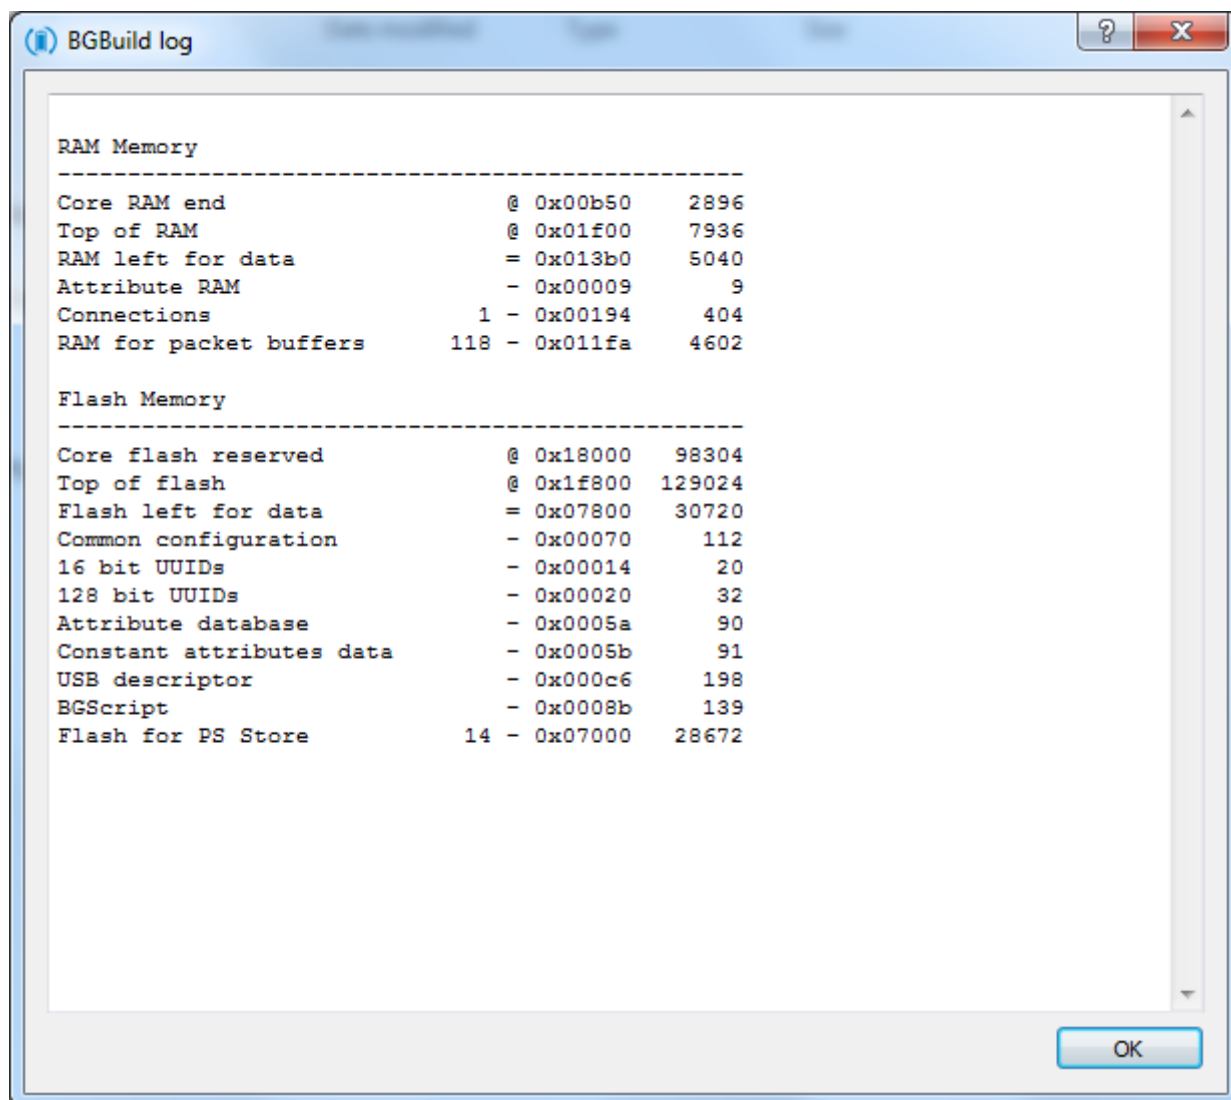 BGBuild log
Date modified Type Size
RAM Memory
-------------------------------------------------
Core RAM end @ 0x00b50 2896
Top of RAM @ 0x01f00 7936
RAM left for data = 0x013b0 5040
Attribute RAM - 0x00009 9
Connections 1 - 0x00194 404
RAM for packet buffers 118 - 0x011fa 4602
Flash Memory
-------------------------------------------------
Core flash reserved @ 0x18000 98304
Top of flash @ 0x1f800 129024
Flash left for data = 0x07800 30720
Common configuration - 0x00070 112
16 bit UUIDs - 0x00014 20
128 bit UUIDs - 0x00020 32
Attribute database - 0x0005a 90
Constant attributes data - 0x0005b 91
USB descriptor - 0x000c6 198
BGScript - 0x0008b 139
Flash for PS Store 14 - 0x07000 28672
OK